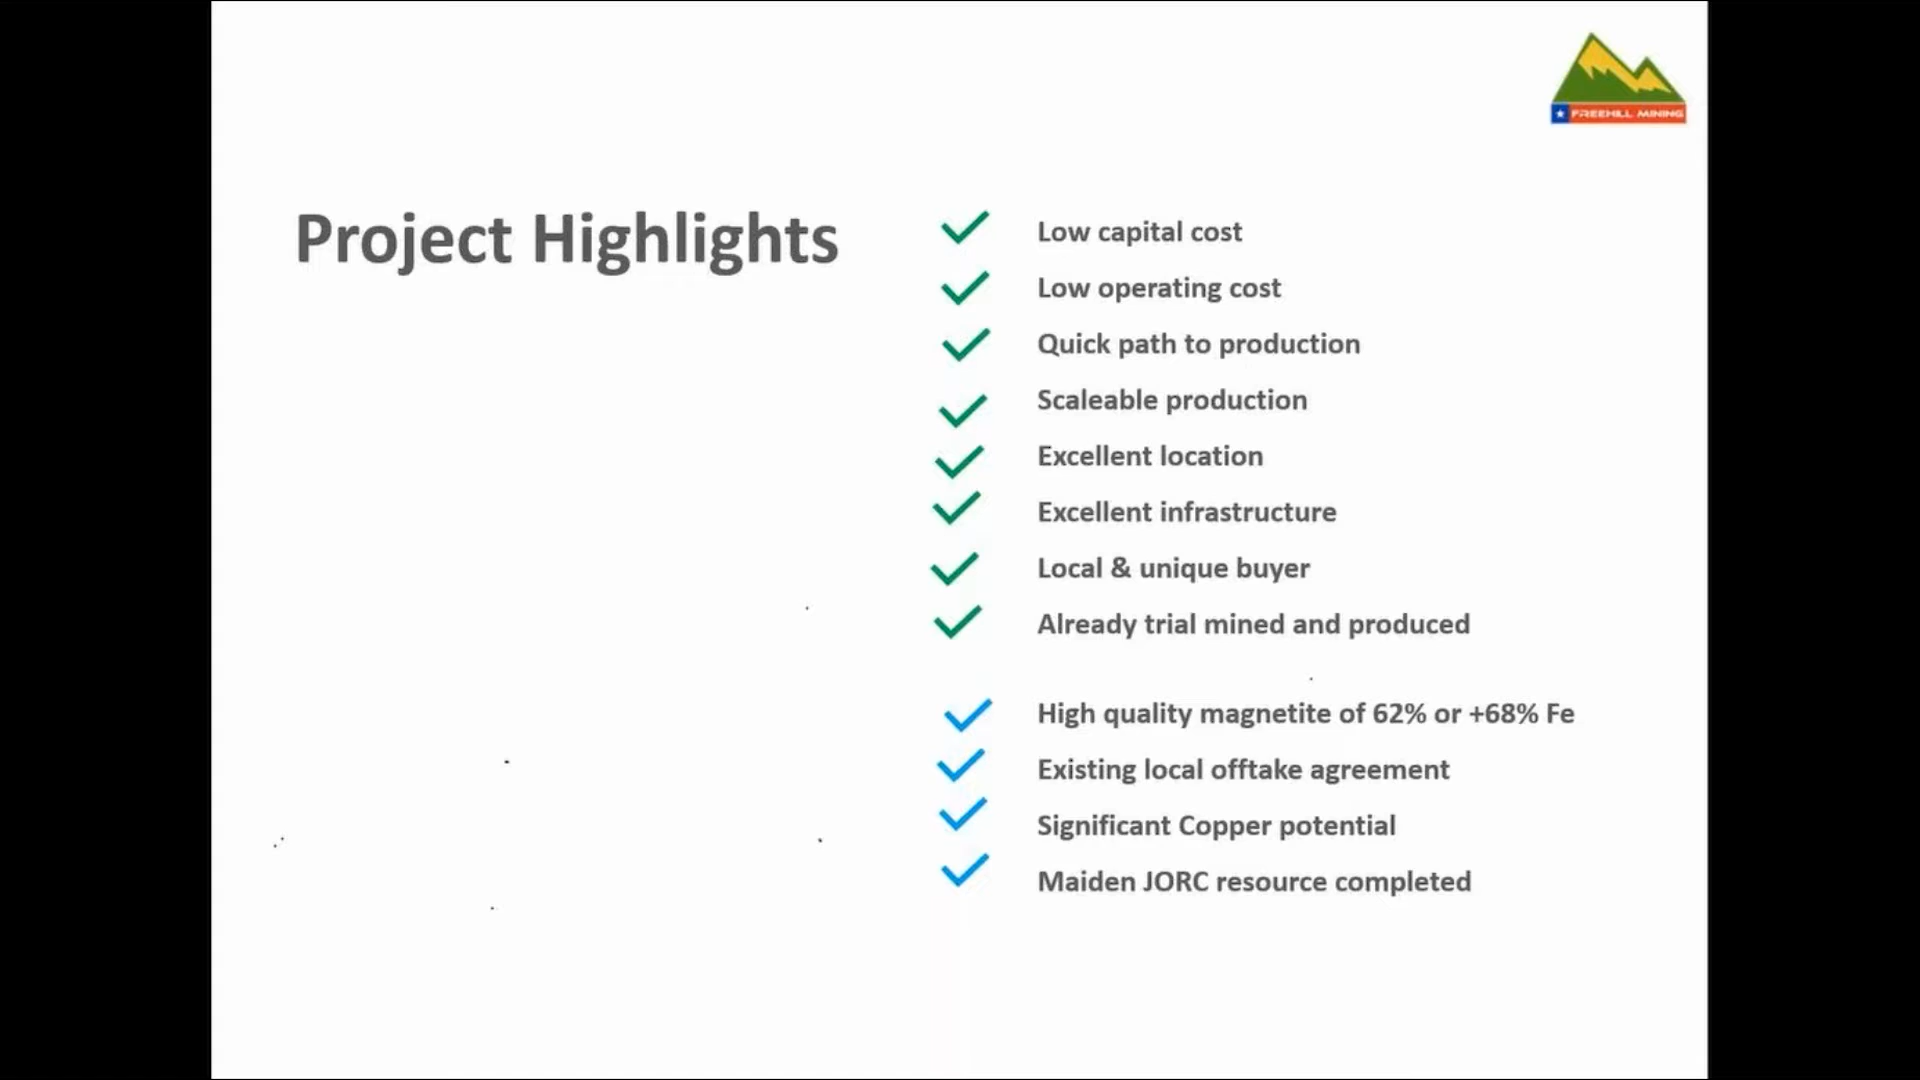 FREEHILL MINING
Project Highlights
Low capital cost
Low operating cost
Quick path to production
Scaleable production
Excellent location
Excellent infrastructure
Local & unique buyer
Already trial mined and produced
High quality magnetite of 62% or +68% Fe
Existing local offtake agreement
Significant Copper potential
Maiden JORC resource completed